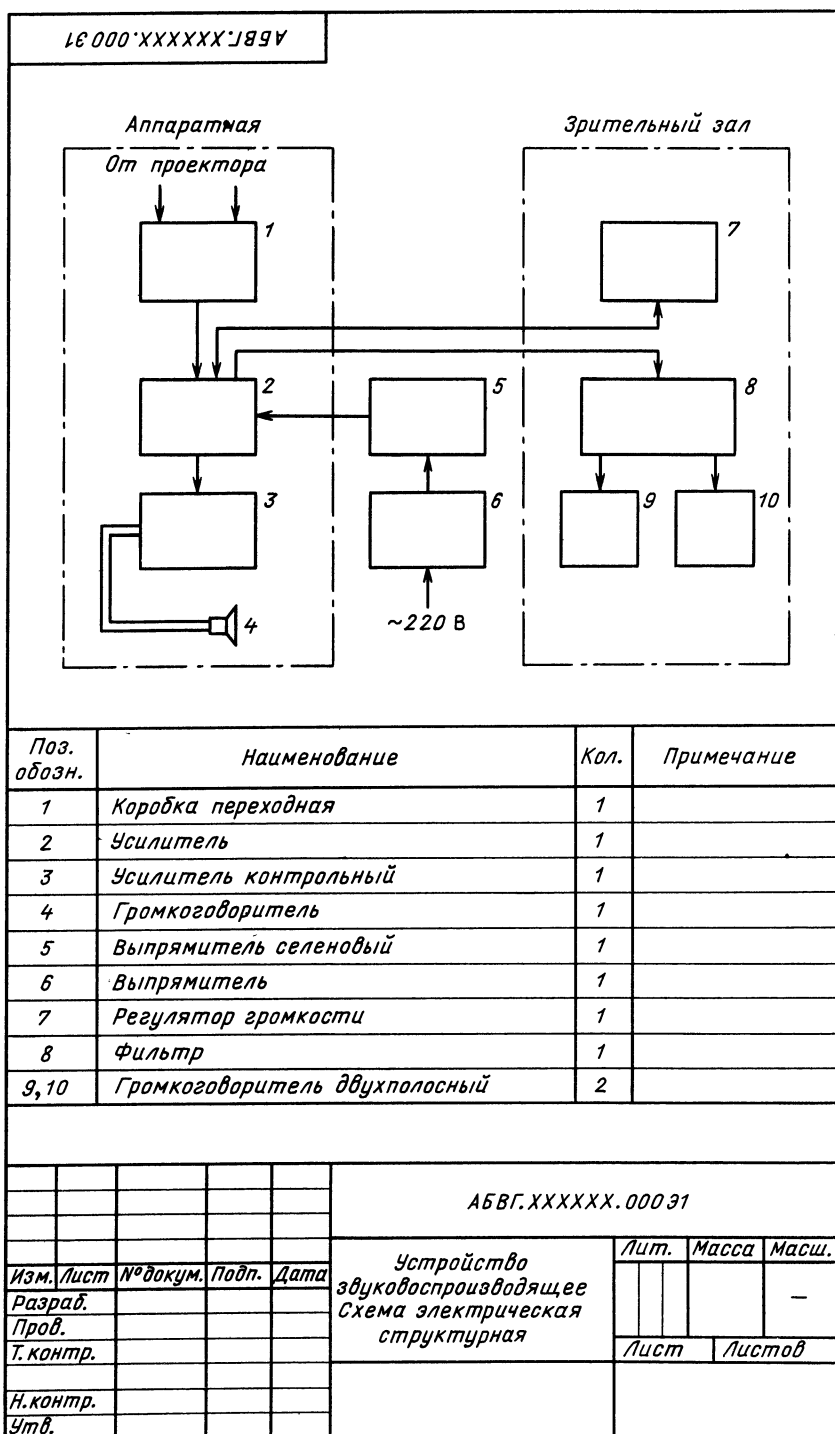 АБВГ.XXXXXX.000Э1
Аппаратная
Зрительный зал
От проектора
1
7
2
5
8
3
6
9
10
4
~220 В
Поз. обозн.
Наименование
Кол.
Примечание
1 Коробка переходная 1
2 Усилитель 1
3 Усилитель контрольный 1
4 Громкоговоритель 1
5 Выпрямитель селеновый 1
6 Выпрямитель 1
7 Регулятор громкости 1
8 Фильтр 1
9,10 Громкоговоритель двухполосный 2
АБВГ.XXXXXX.000Э1
Изм. Лист № докум. Подп. Дата
Разраб.
Пров.
Т.контр.
Н.контр.
Утв.
Устройство
звуковоспроизводящее
Схема электрическая
структурная
Лит. Масса Масш.
—
Лист Листов